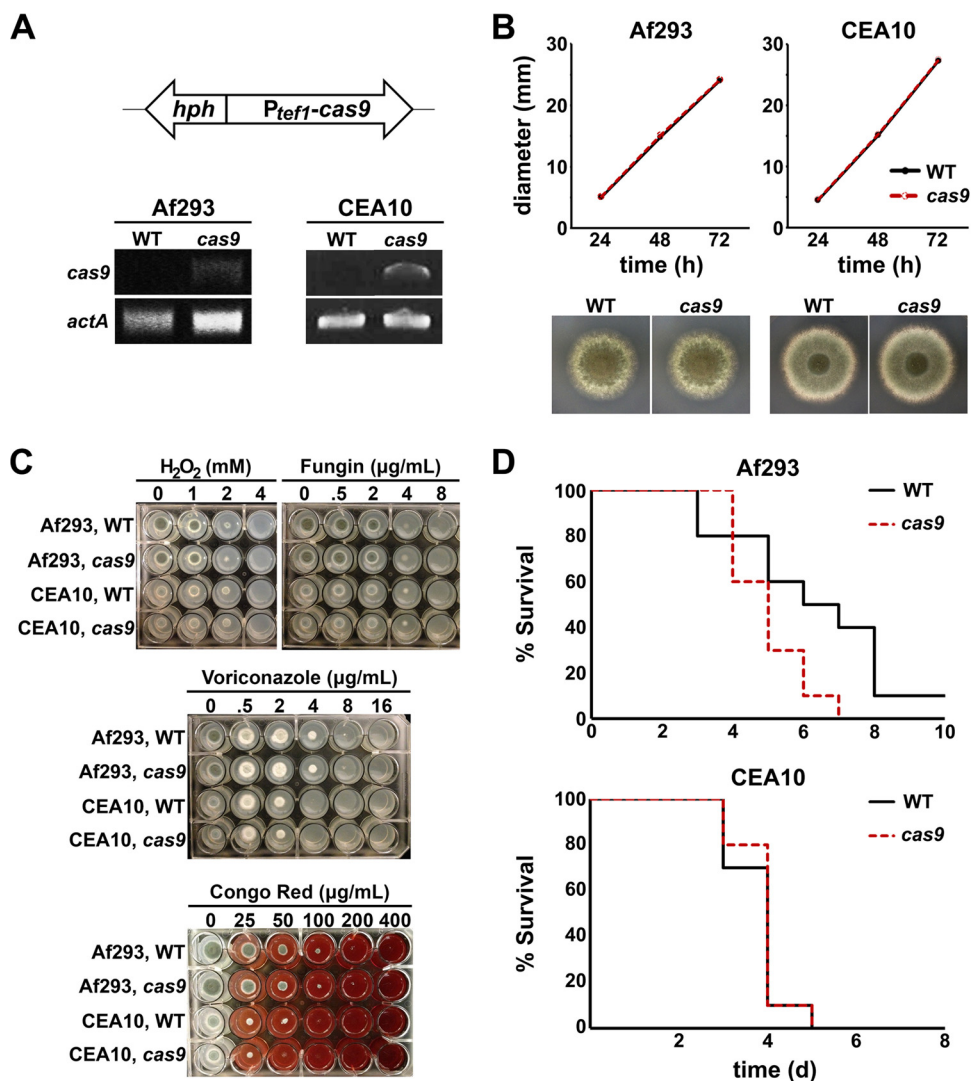 A
hph
Ptef1-cas9
Af293
CEA10
WT cas9
WT cas9
cas9
actA
B
Af293
CEA10
diameter (mm)
30
20
10
0
30
20
10
0
WT
cas9
24 48 72
24 48 72
time (h)
time (h)
WT cas9
WT cas9
C
H2O2 (mM)
Fungin (µg/mL)
0 1 2 4
0 .5 2 4 8
Af293, WT
Af293, cas9
CEA10, WT
CEA10, cas9
Voriconazole (µg/mL)
0 .5 2 4 8 16
Af293, WT
Af293, cas9
CEA10, WT
CEA10, cas9
Congo Red (µg/mL)
0 25 50 100 200 400
Af293, WT
Af293, cas9
CEA10, WT
CEA10, cas9
D
Af293
% Survival
100
80
60
40
20
0
WT
cas9
0 2 4 6 8 10
CEA10
% Survival
100
80
60
40
20
0
WT
cas9
2 4 6 8
time (d)